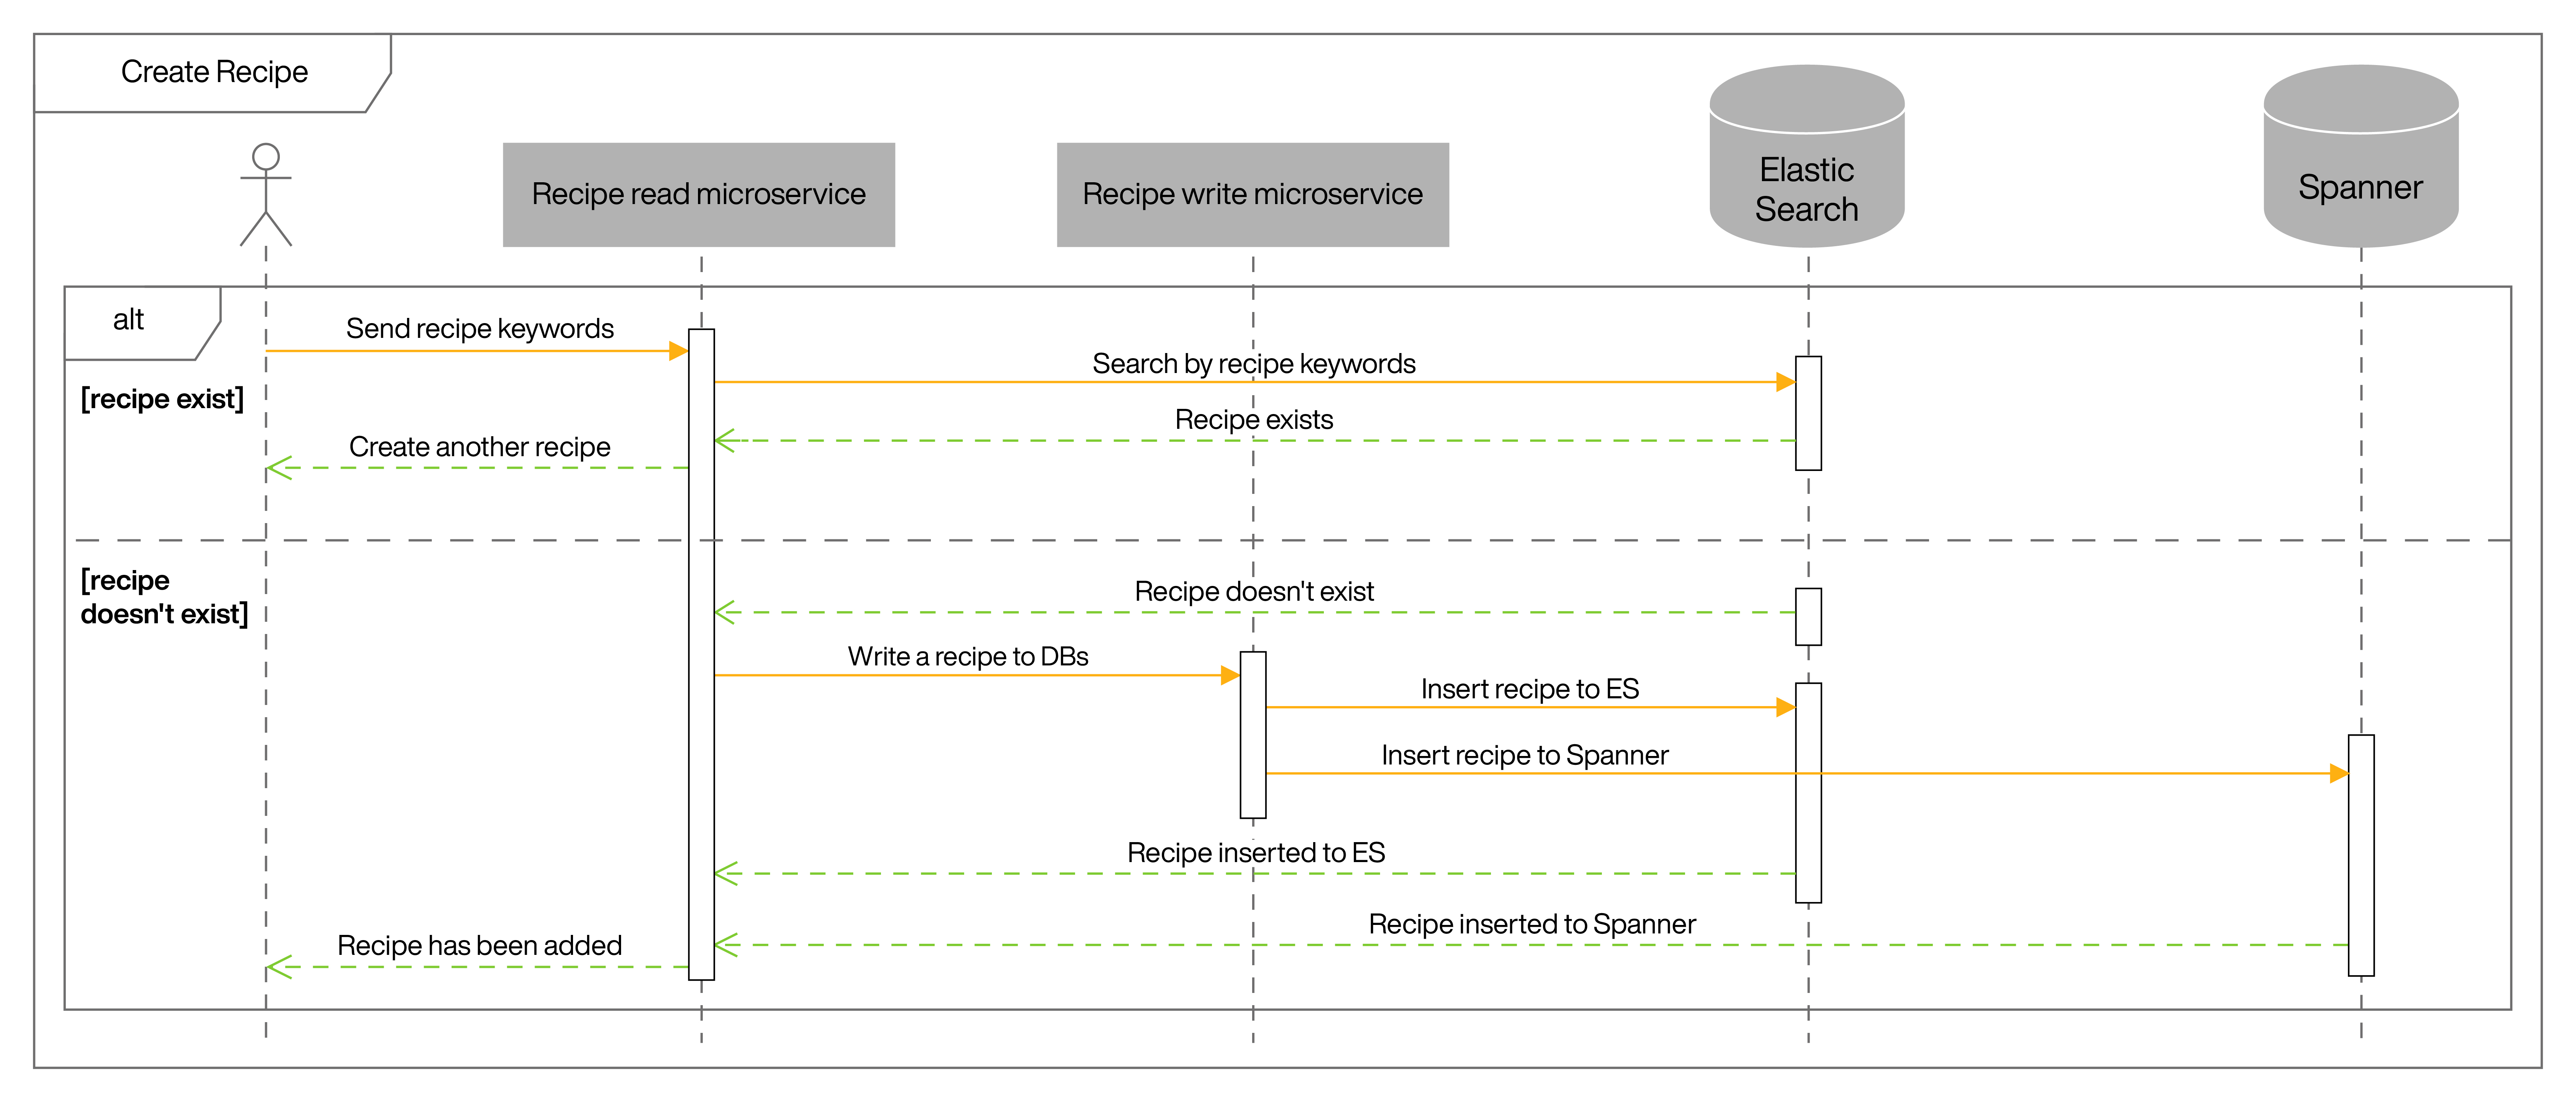 Create Recipe
Recipe read microservice
Recipe write microservice
Elastic
Search
Spanner
alt
Send recipe keywords
Search by recipe keywords
[recipe exist]
Recipe exists
Create another recipe
[recipe
doesn't exist]
Recipe doesn't exist
Write a recipe to DBs
Insert recipe to ES
Insert recipe to Spanner
Recipe inserted to ES
Recipe inserted to Spanner
Recipe has been added